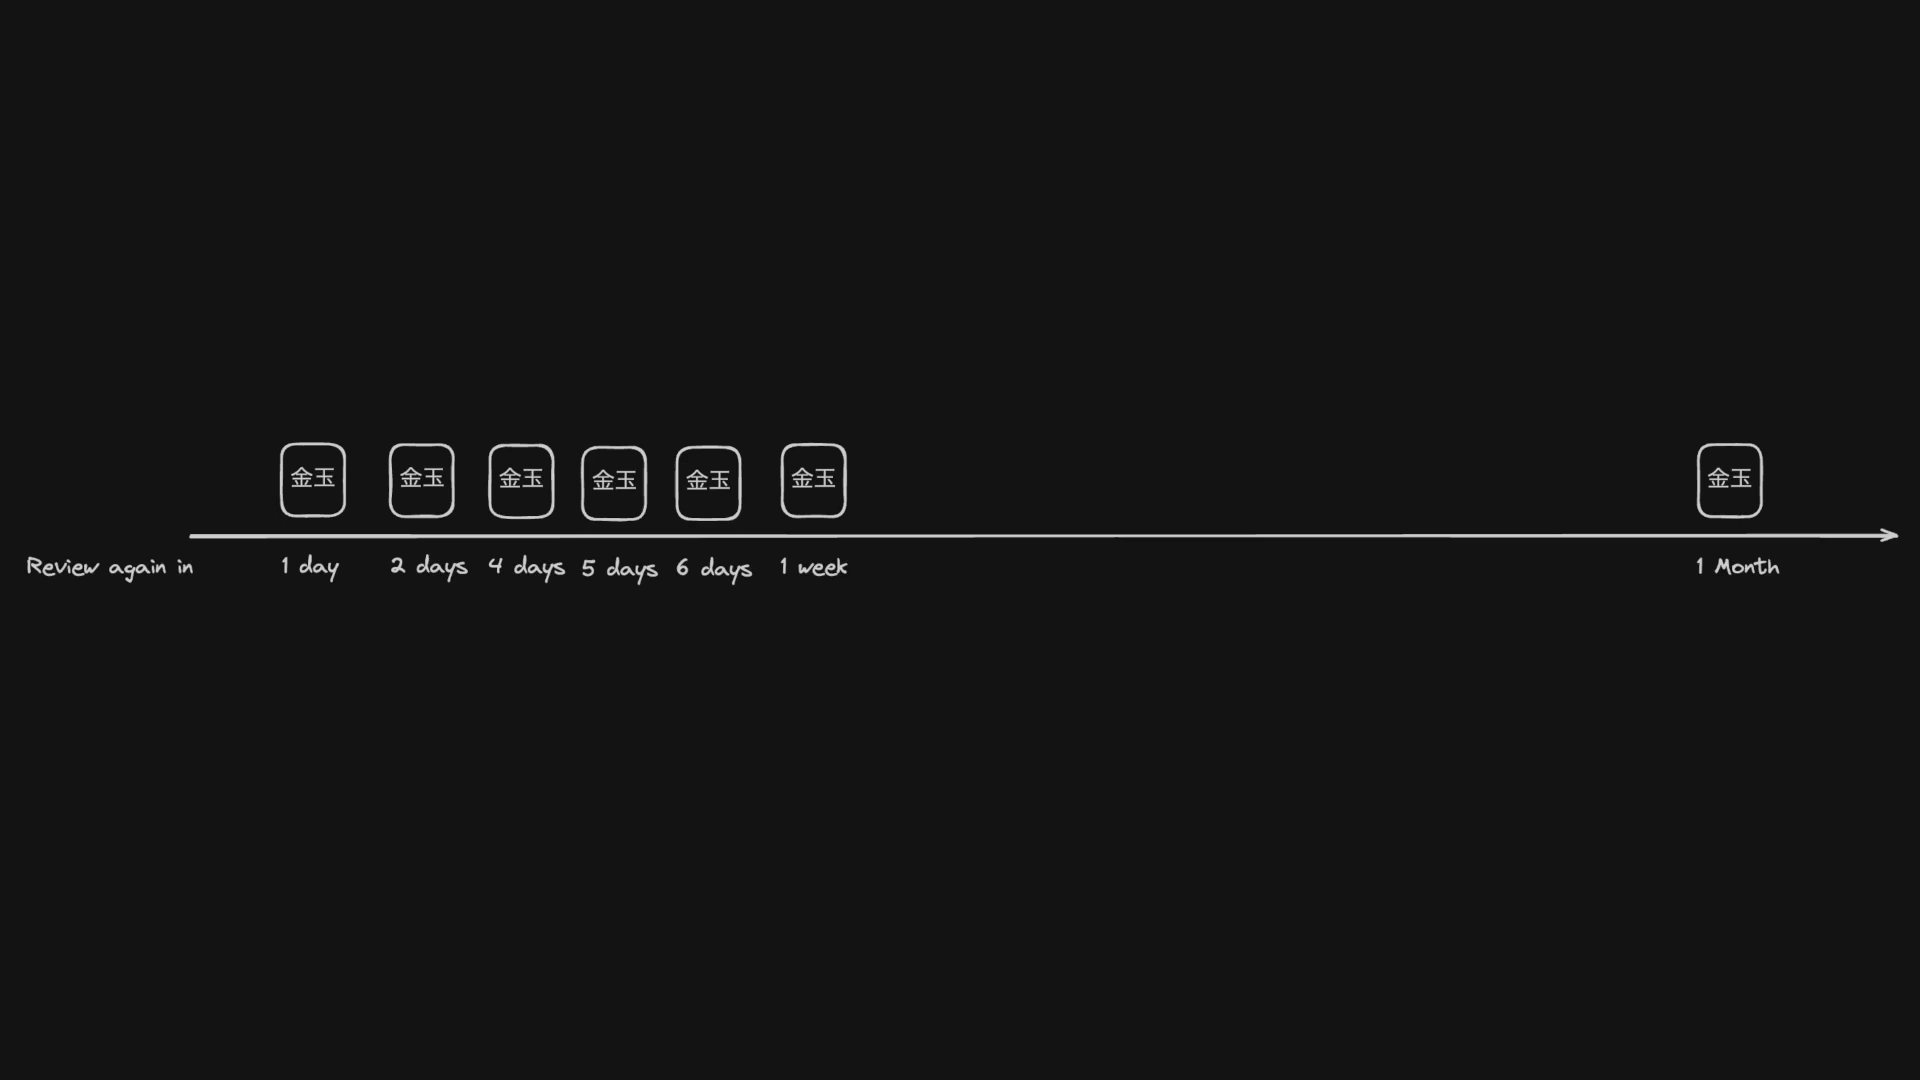 金玉 金玉 金玉 金玉 金玉 金玉 金玉
Review again in 1 day 2 days 4 days 5 days 6 days 1 week 1 Month